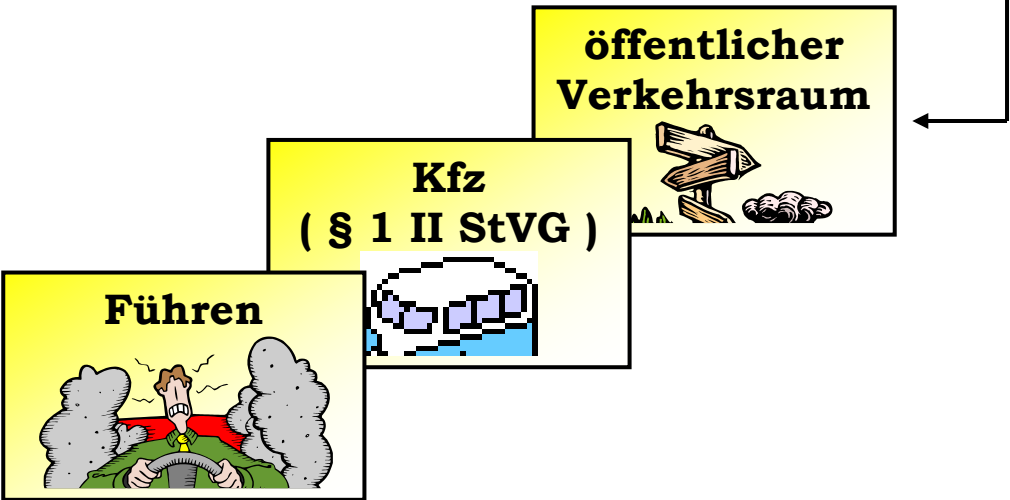 öffentlicher
Verkehrsraum
Kfz
( § 1 II StVG )
Führen